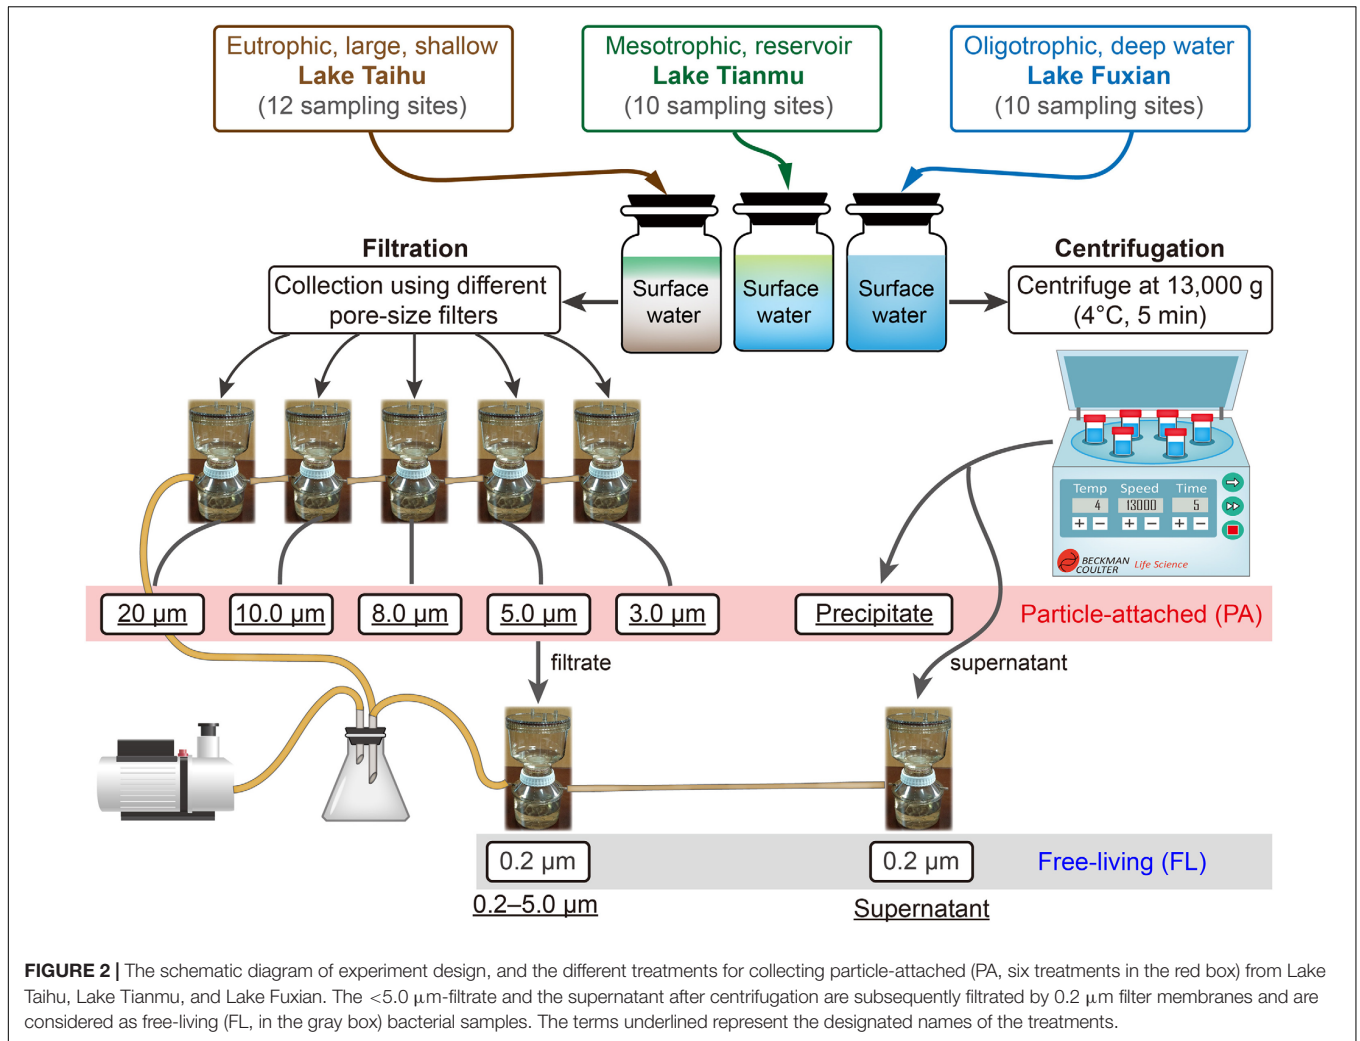 Eutrophic, large, shallow
Lake Taihu
(12 sampling sites)
Mesotrophic, reservoir
Lake Tianmu
(10 sampling sites)
Oligotrophic, deep water
Lake Fuxian
(10 sampling sites)
Filtration
Collection using different
pore-size filters
Surface
water
Surface
water
Surface
water
Centrifugation
Centrifuge at 13,000 g
(4°C, 5 min)
Temp Speed Time
4 13000 5
+ − + − + −
BECKMAN
COULTER Life Science
20 µm
10.0 µm
8.0 µm
5.0 µm
3.0 µm
Precipitate
Particle-attached (PA)
filtrate
supernatant
0.2 µm
0.2 µm
Free-living (FL)
0.2–5.0 µm
Supernatant
FIGURE 2 | The schematic diagram of experiment design, and the different treatments for collecting particle-attached (PA, six treatments in the red box) from Lake
Taihu, Lake Tianmu, and Lake Fuxian. The <5.0 µm-filtrate and the supernatant after centrifugation are subsequently filtrated by 0.2 µm filter membranes and are
considered as free-living (FL, in the gray box) bacterial samples. The terms underlined represent the designated names of the treatments.